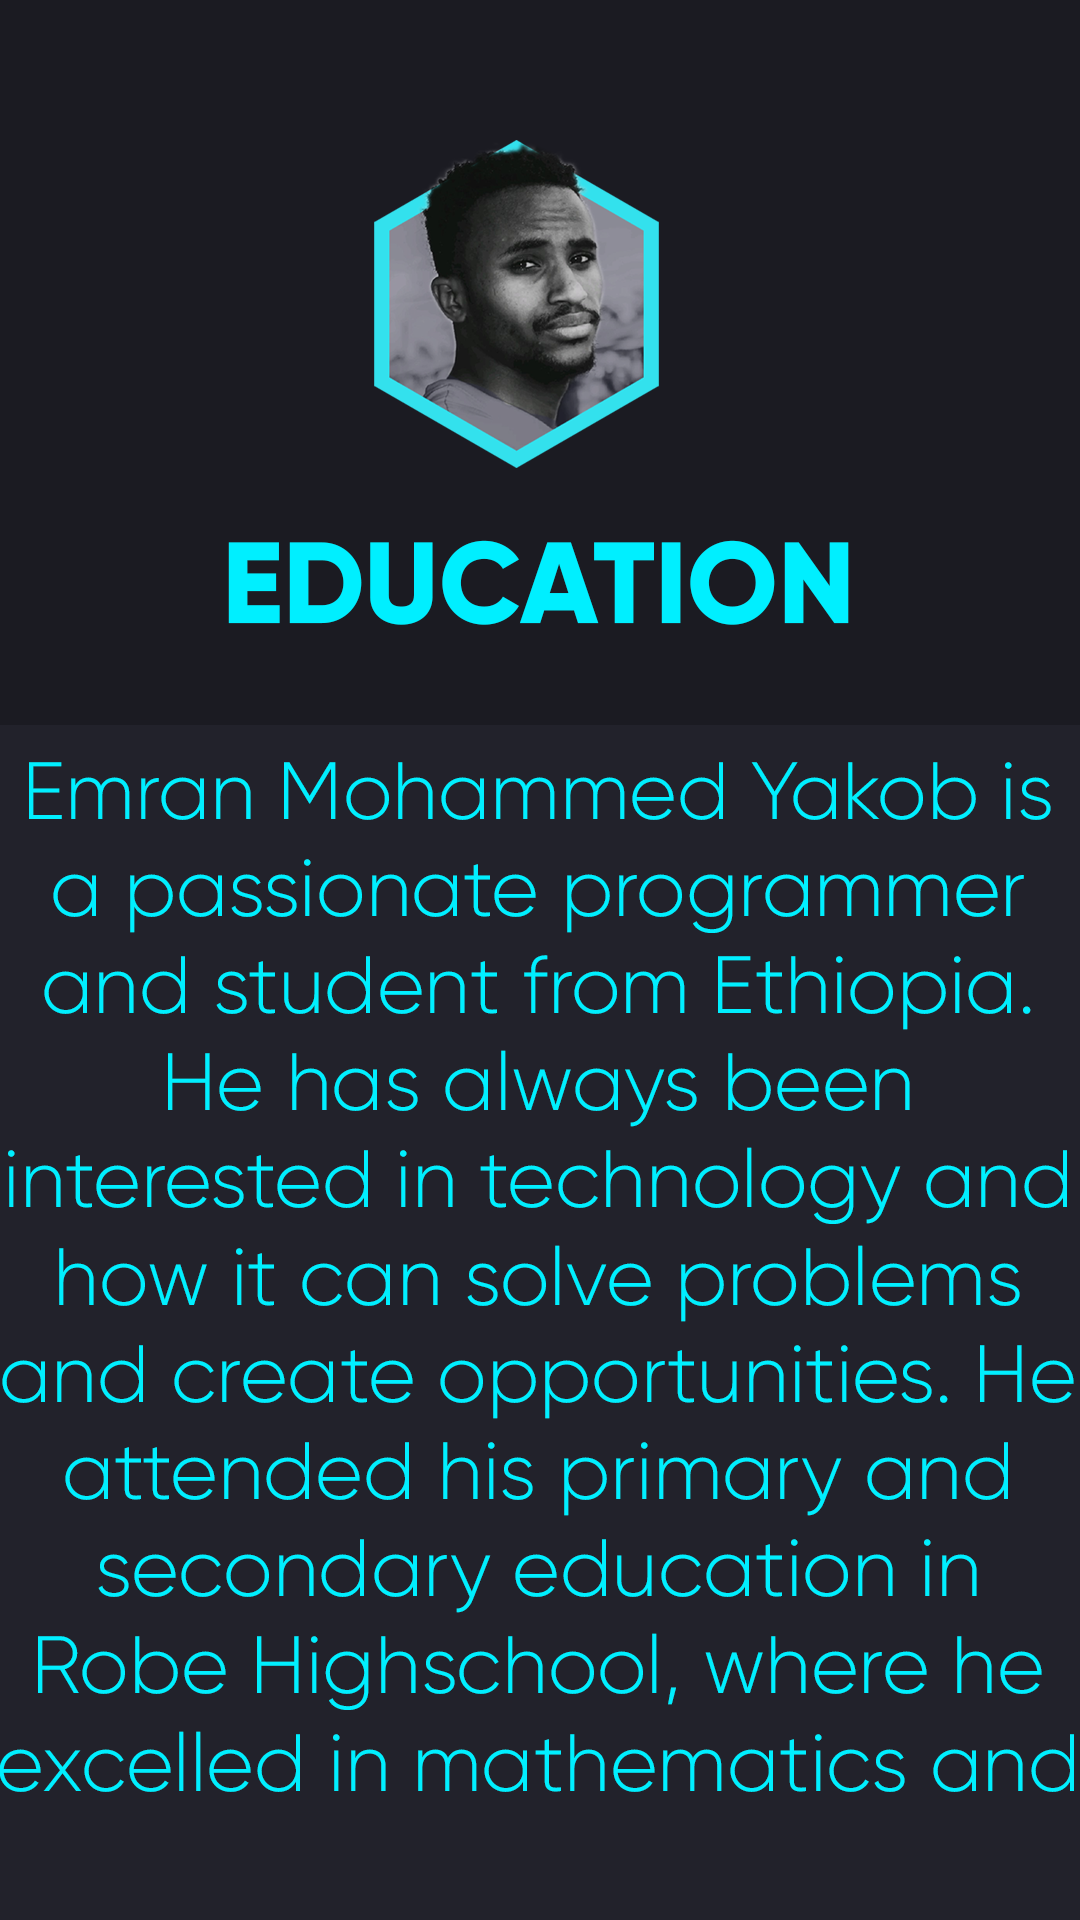 EDUCATION
Emran Mohammed Yakob is
a passionate programmer
and student from Ethiopia.
He has always been
interested in technology and
how it can solve problems
and create opportunities. He
attended his primary and
secondary education in
Robe Highschool, where he
excelled in mathematics and